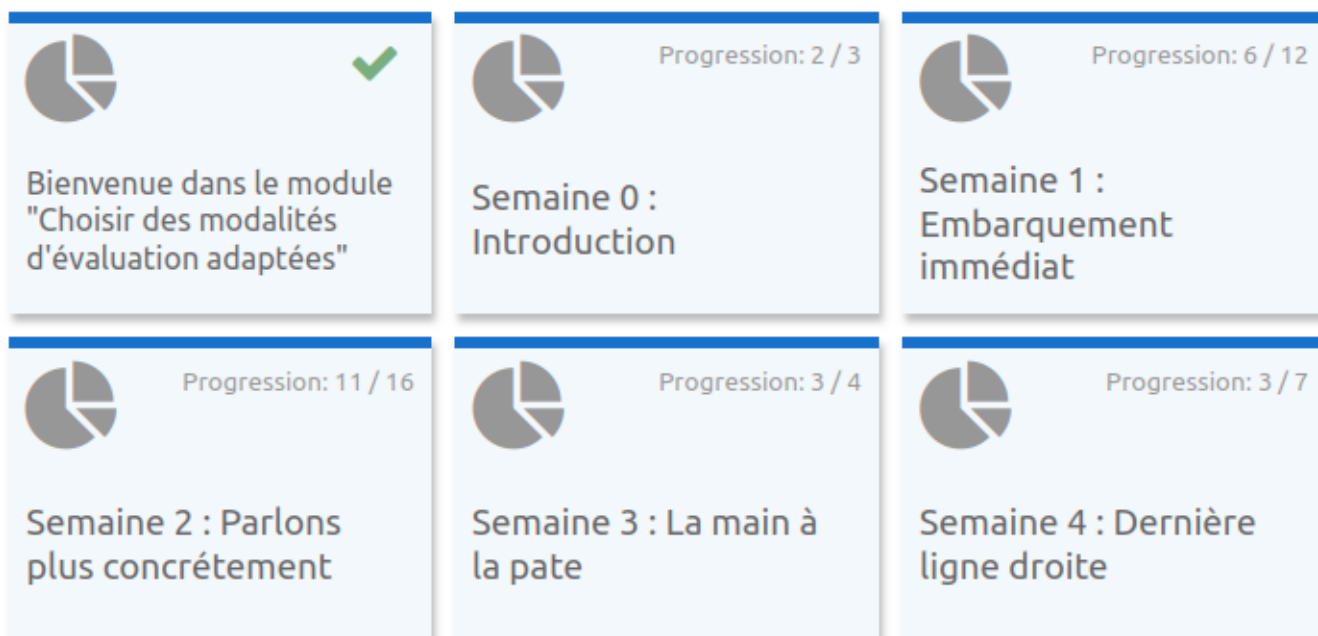 Bienvenue dans le module
"Choisir des modalités
d'évaluation adaptées"
Progression: 2 / 3
Semaine 0 :
Introduction
Progression: 6 / 12
Semaine 1 :
Embarquement
immédiat
Progression: 11 / 16
Semaine 2 : Parlons
plus concrétement
Progression: 3 / 4
Semaine 3 : La main à
la pate
Progression: 3 / 7
Semaine 4 : Dernière
ligne droite